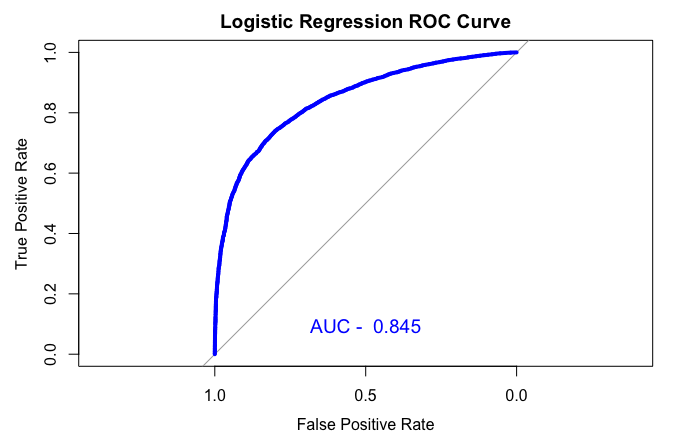 Logistic Regression ROC Curve
True Positive Rate
1.0
0.8
0.6
0.4
0.2
0.0
AUC - 0.845
1.0 0.5 0.0
False Positive Rate